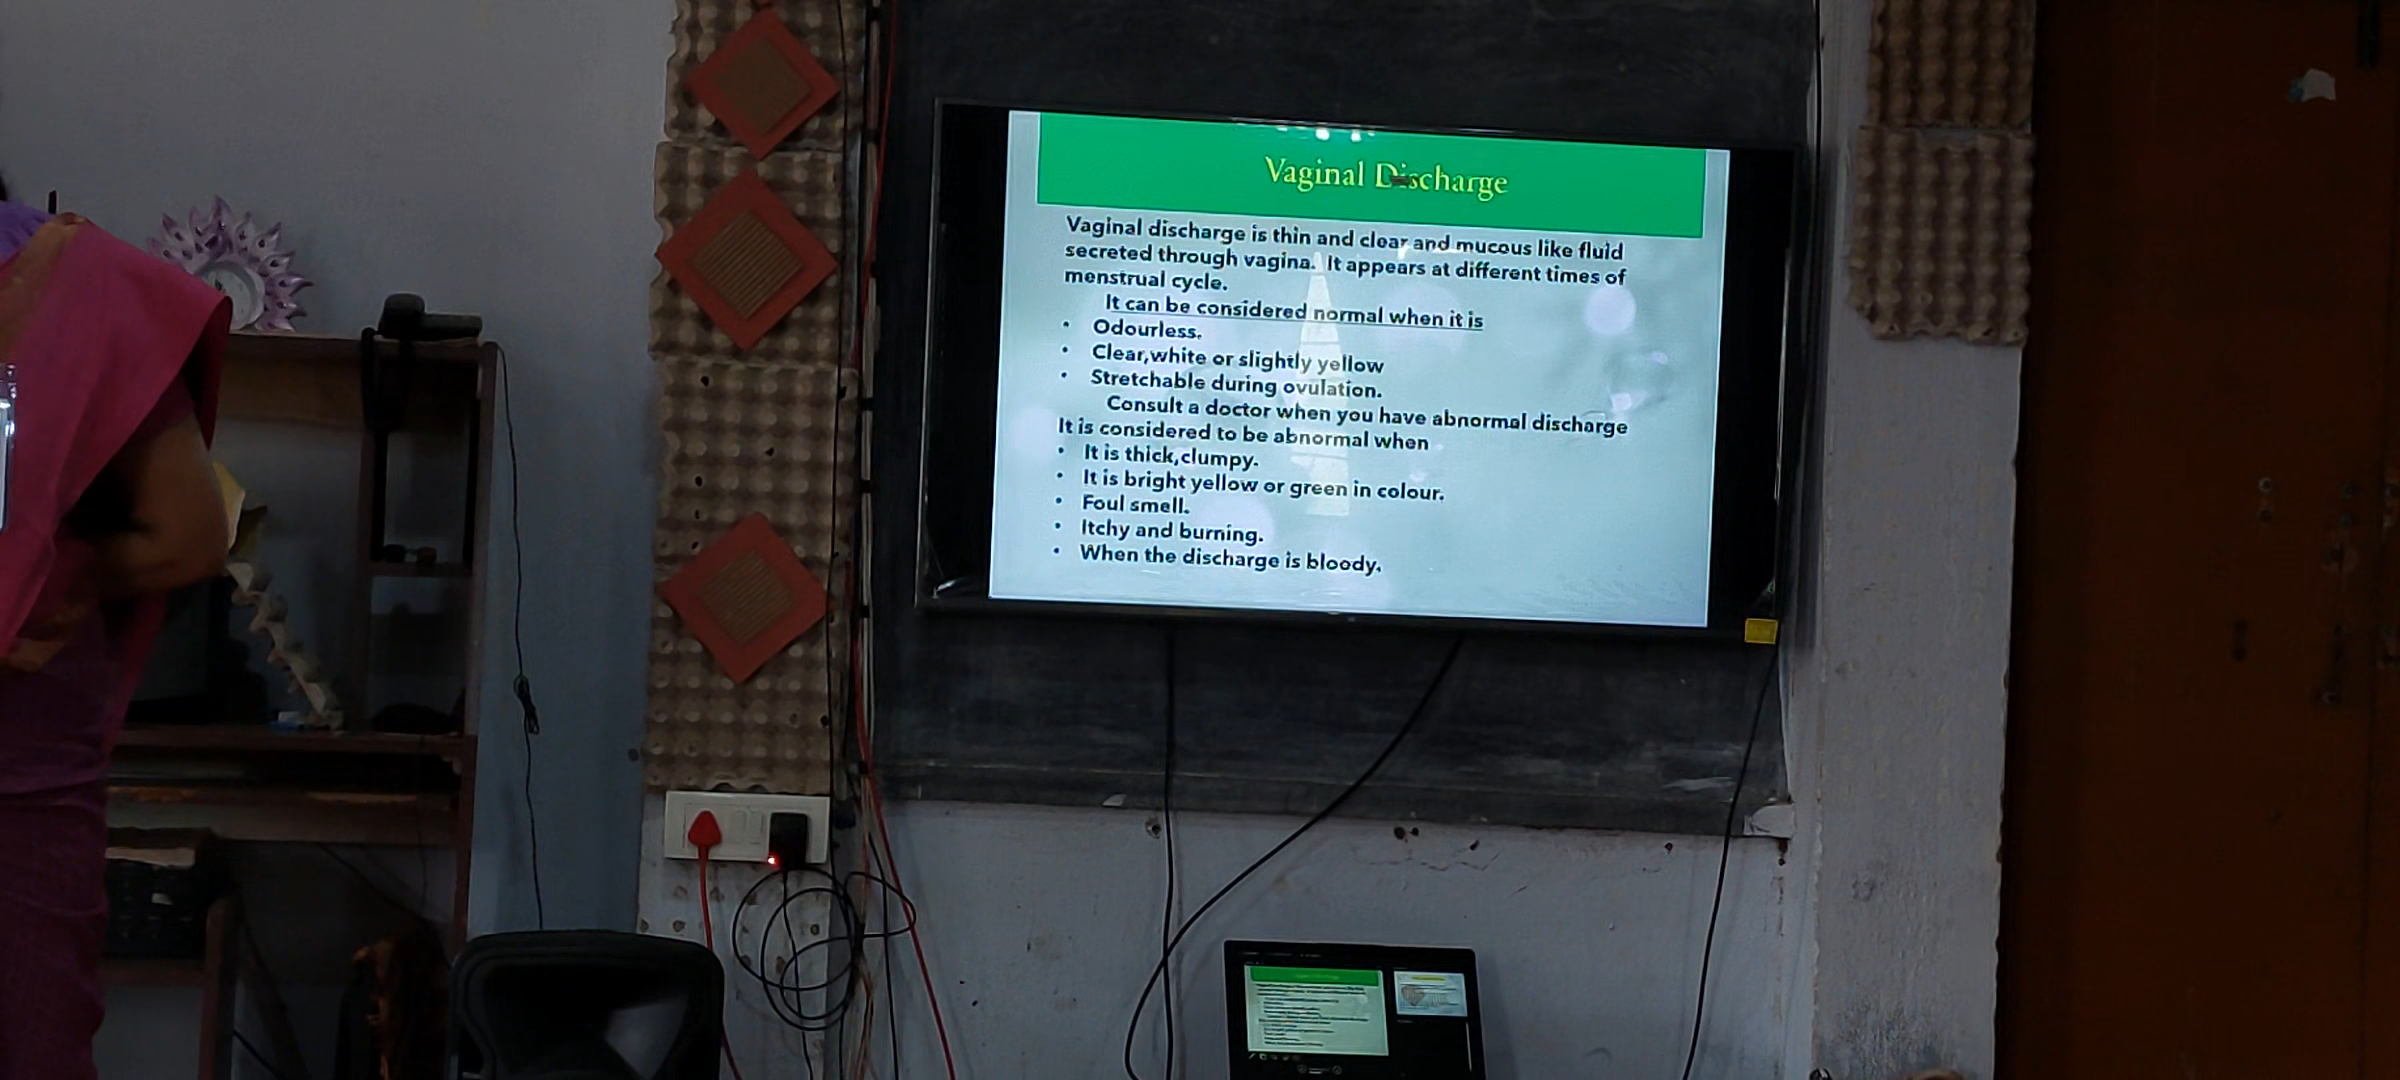 Vaginal Discharge
Vaginal discharge is thin and clear and mucous like fluid
secreted through vagina. It appears at different times of
menstrual cycle.
It can be considered normal when it is
• Odourless.
• Clear,white or slightly yellow
• Stretchable during ovulation.
Consult a doctor when you have abnormal discharge
It is considered to be abnormal when
• It is thick,clumpy.
• It is bright yellow or green in colour.
• Foul smell.
• Itchy and burning.
• When the discharge is bloody.